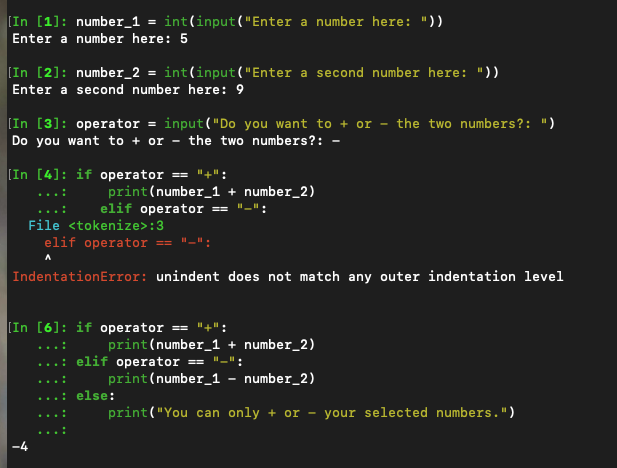 [In [1]: number_1 = int(input("Enter a number here: "))
Enter a number here: 5
[In [2]: number_2 = int(input("Enter a second number here: "))
Enter a second number here: 9
[In [3]: operator = input("Do you want to + or - the two numbers?: ")
Do you want to + or - the two numbers?: -
[In [4]: if operator == "+":
   ...:     print(number_1 + number_2)
   ...:    elif operator == "-":
  File <tokenize>:3
    elif operator == "-":
    ^
IndentationError: unindent does not match any outer indentation level
[In [6]: if operator == "+":
   ...:     print(number_1 + number_2)
   ...: elif operator == "-":
   ...:     print(number_1 - number_2)
   ...: else:
   ...:     print("You can only + or - your selected numbers.")
   ...:
-4